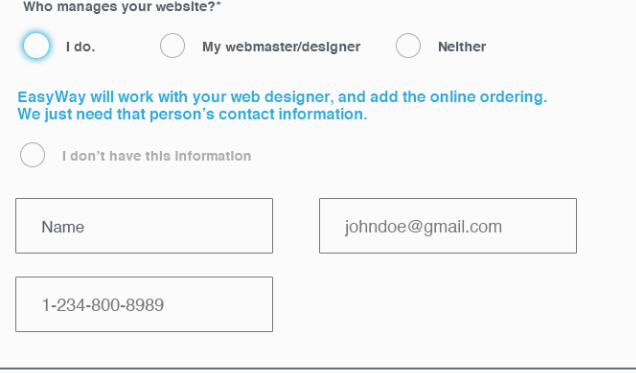 Who manages your website?*
I do.
My webmaster/designer
Neither
EasyWay will work with your web designer, and add the online ordering.
We just need that person's contact information.
I don't have this information
Name
johndoe@gmail.com
1-234-800-8989